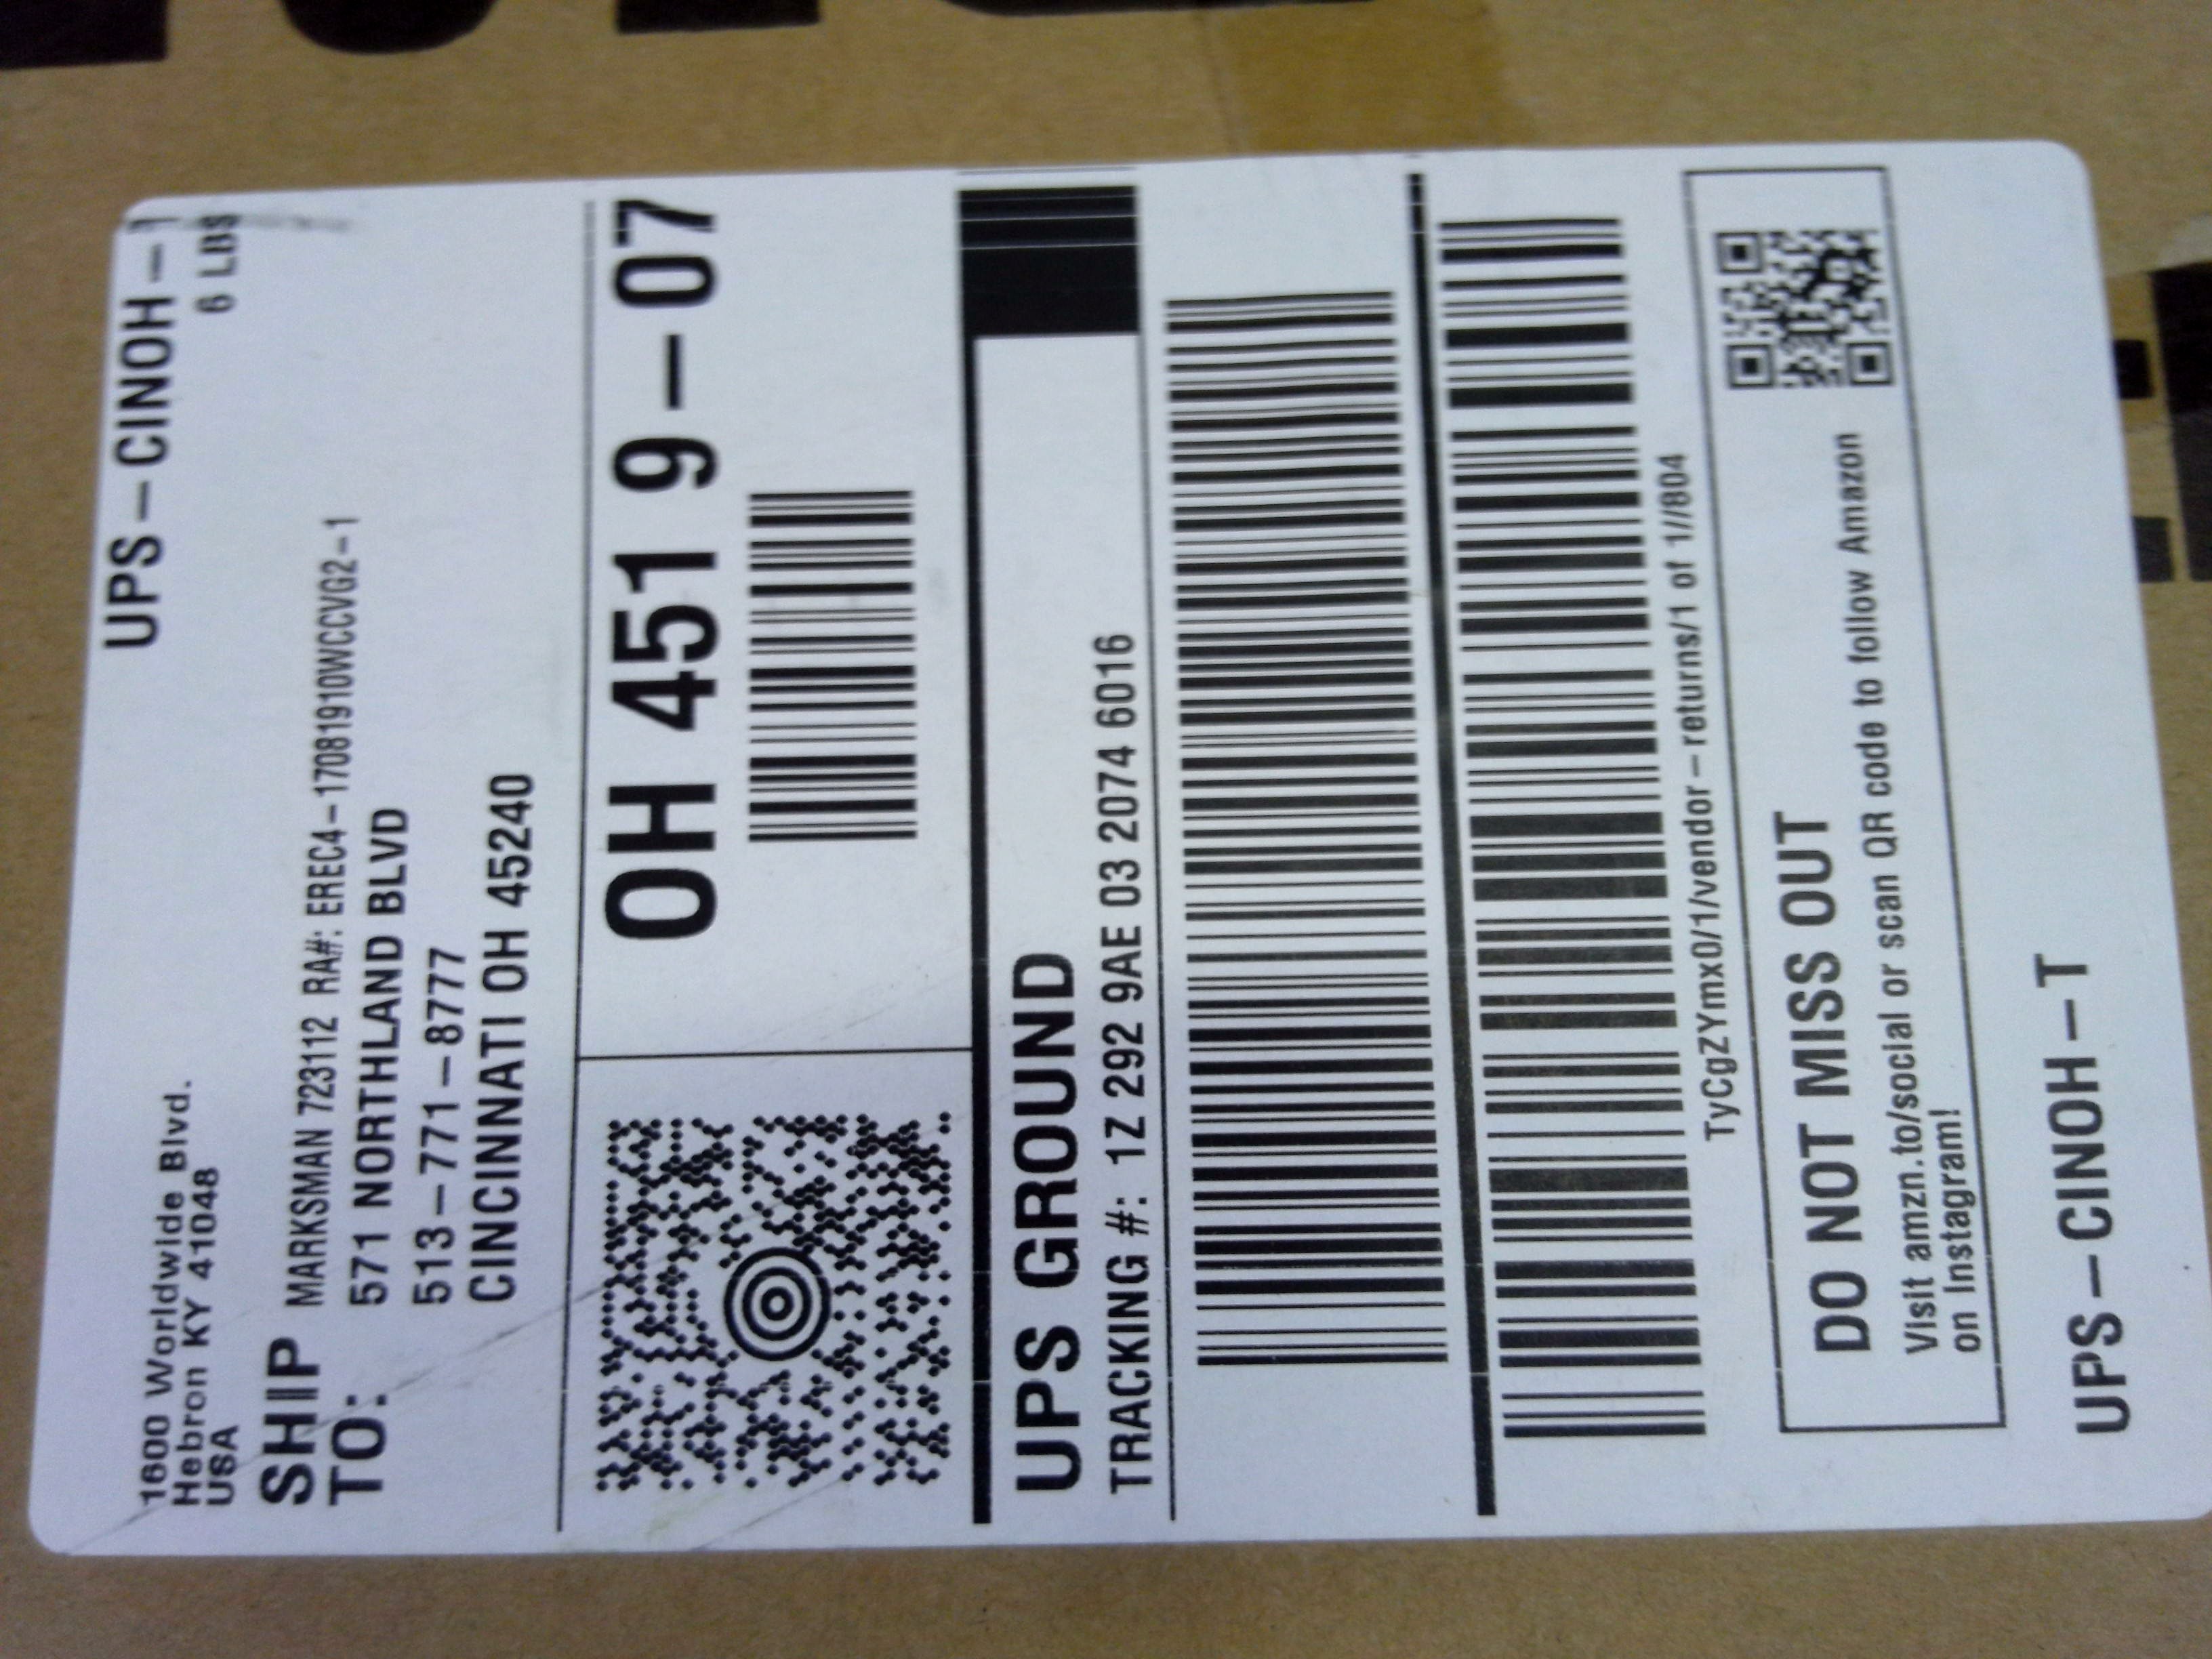 UPS-CINOH-1
6 LBS
1600 Worldwide Blvd.
Hebron KY 41048
USA
SHIP TO:
MARKSMAN 723112 RA#: EREC4-17081910WCCVG2-1
571 NORTHLAND BLVD
513-771-8777
CINCINNATI OH 45240
OH 451 9-07
UPS GROUND
TRACKING #: 1Z 292 9AE 03 2074 6016
TyCgZYmx0/1/vendor-returns/1 of 1//804
DO NOT MISS OUT
Visit amzn.to/social or scan QR code to follow Amazon
on Instagram!
UPS-CINOH-T